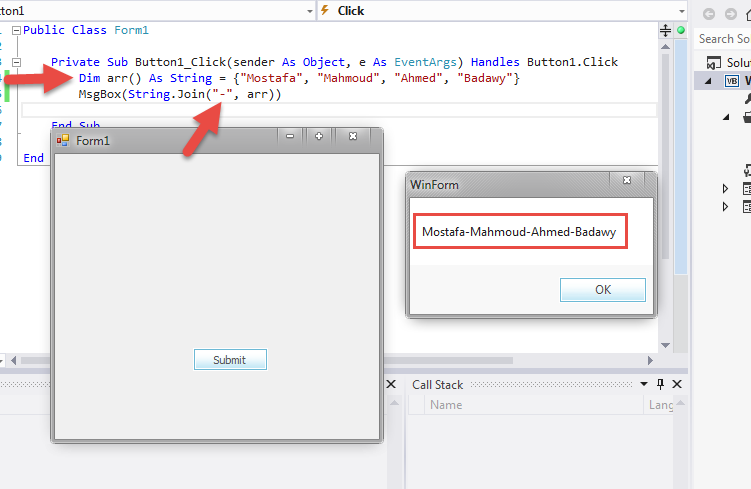 ton1
Click
Public Class Form1
Private Sub Button1_Click(sender As Object, e As EventArgs) Handles Button1.Click
Dim arr() As String = {"Mostafa", "Mahmoud", "Ahmed", "Badawy"}
MsgBox(String.Join("-", arr))
End Sub
End
Search So
Solut
VB W
Form1
Submit
WinForm
Mostafa-Mahmoud-Ahmed-Badawy
OK
Call Stack
Name
Lang